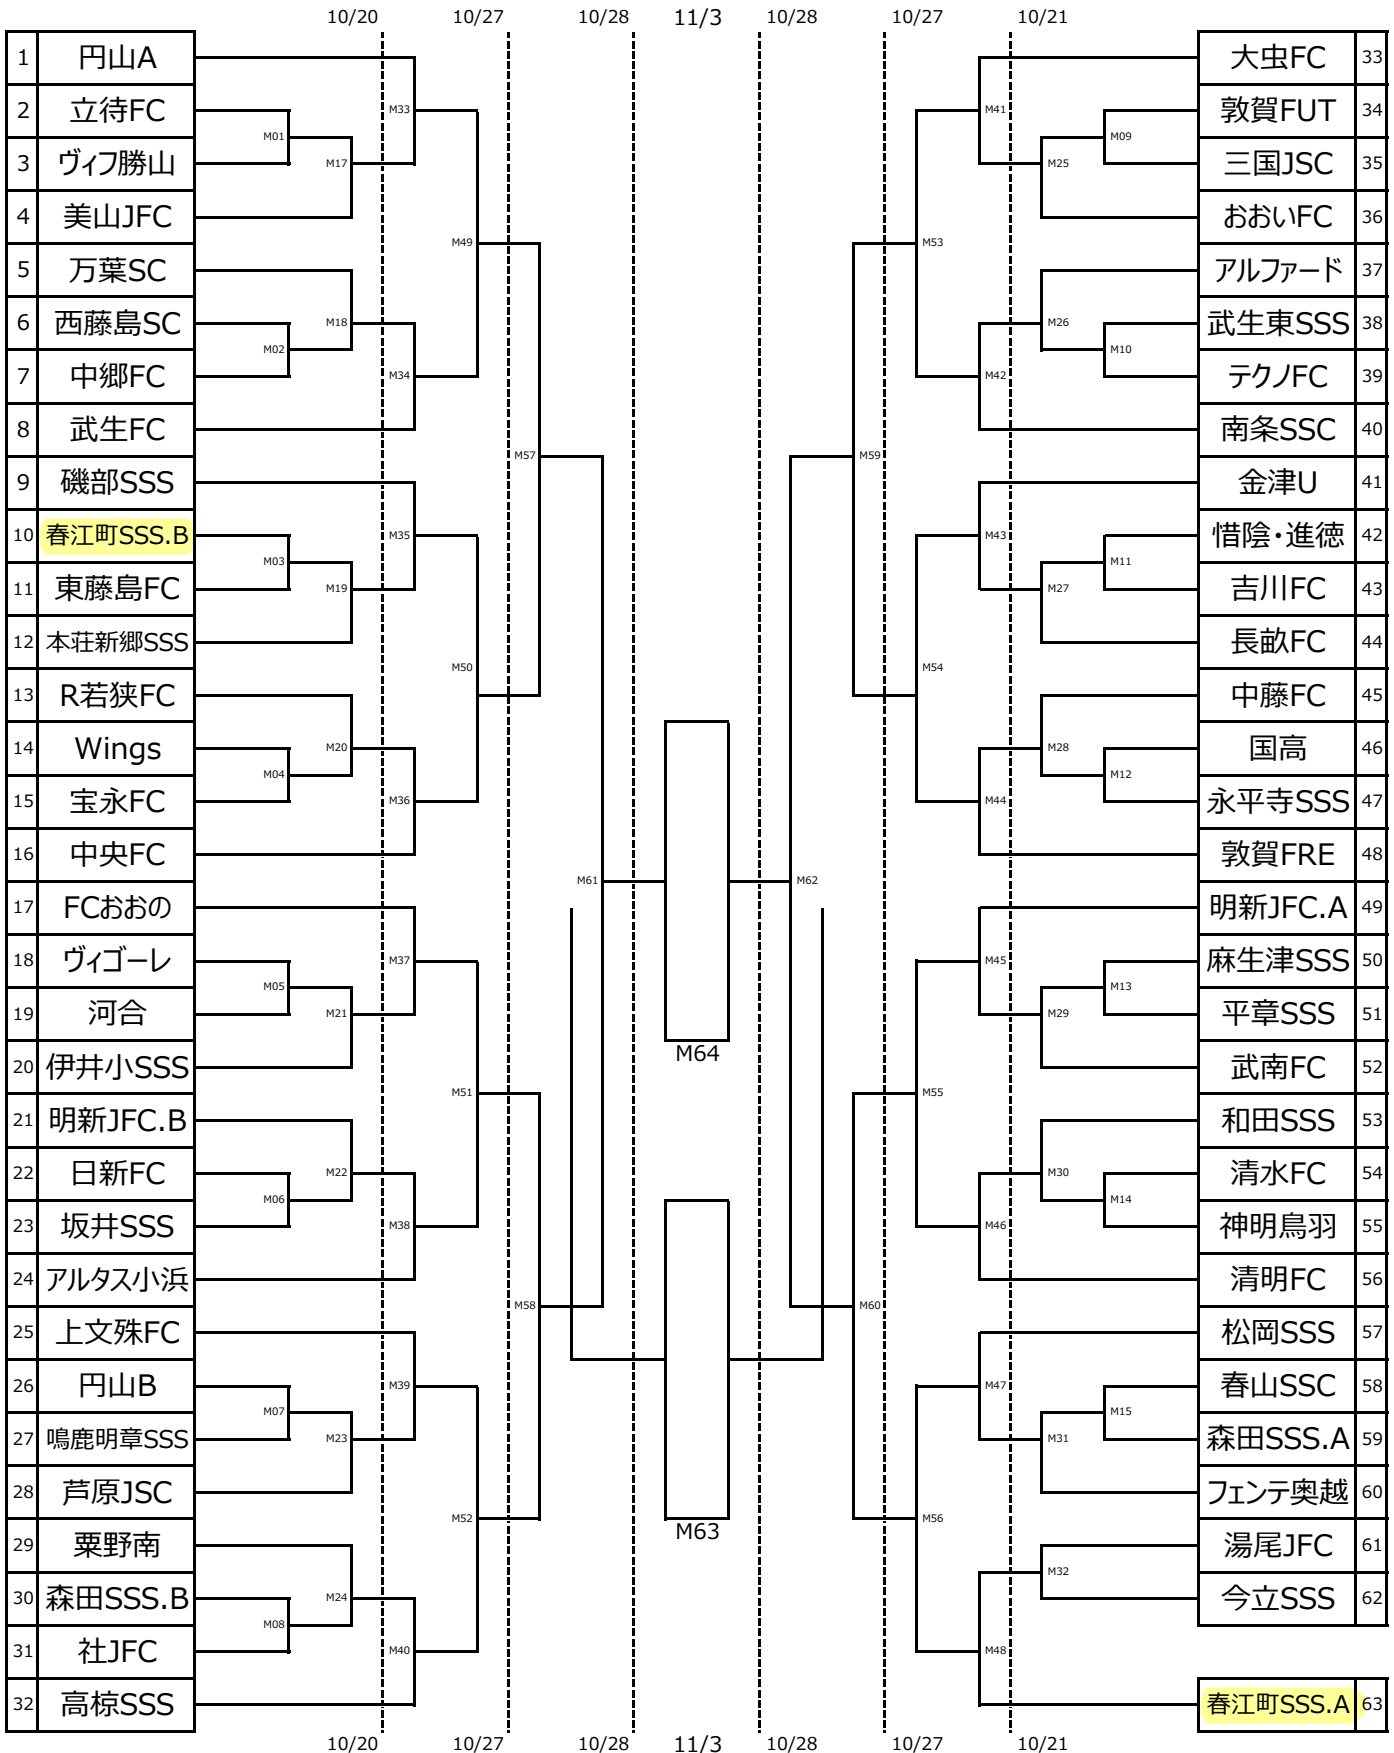 10/20 10/27 10/28 11/3 10/28 10/27 10/21
1 円山A
2 立待FC
3 ヴィフ勝山
4 美山JFC
5 万葉SC
6 西藤島SC
7 中郷FC
8 武生FC
9 磯部SSS
10 春江町SSS.B
11 東藤島FC
12 本荘新郷SSS
13 R若狭FC
14 Wings
15 宝永FC
16 中央FC
17 FCおおの
18 ヴィゴーレ
19 河合
20 伊井小SSS
21 明新JFC.B
22 日新FC
23 坂井SSS
24 アルタス小浜
25 上文殊FC
26 円山B
27 鳴鹿明章SSS
28 芦原JSC
29 粟野南
30 森田SSS.B
31 社JFC
32 高椋SSS
M01
M02
M03
M04
M05
M06
M07
M08
M17
M18
M19
M20
M21
M22
M23
M24
M33
M34
M35
M36
M37
M38
M39
M40
M49
M50
M51
M52
M57
M58
M61
M64
M63
M62
M59
M60
M53
M54
M55
M56
M41
M42
M43
M44
M45
M46
M47
M48
M25
M26
M27
M28
M29
M30
M31
M32
M09
M10
M11
M12
M13
M14
M15
大虫FC 33
敦賀FUT 34
三国JSC 35
おおいFC 36
アルファード 37
武生東SSS 38
テクノFC 39
南条SSC 40
金津U 41
惜陰・進徳 42
吉川FC 43
長畝FC 44
中藤FC 45
国高 46
永平寺SSS 47
敦賀FRE 48
明新JFC.A 49
麻生津SSS 50
平章SSS 51
武南FC 52
和田SSS 53
清水FC 54
神明鳥羽 55
清明FC 56
松岡SSS 57
春山SSC 58
森田SSS.A 59
フェンテ奥越 60
湯尾JFC 61
今立SSS 62
春江町SSS.A 63
10/20 10/27 10/28 11/3 10/28 10/27 10/21